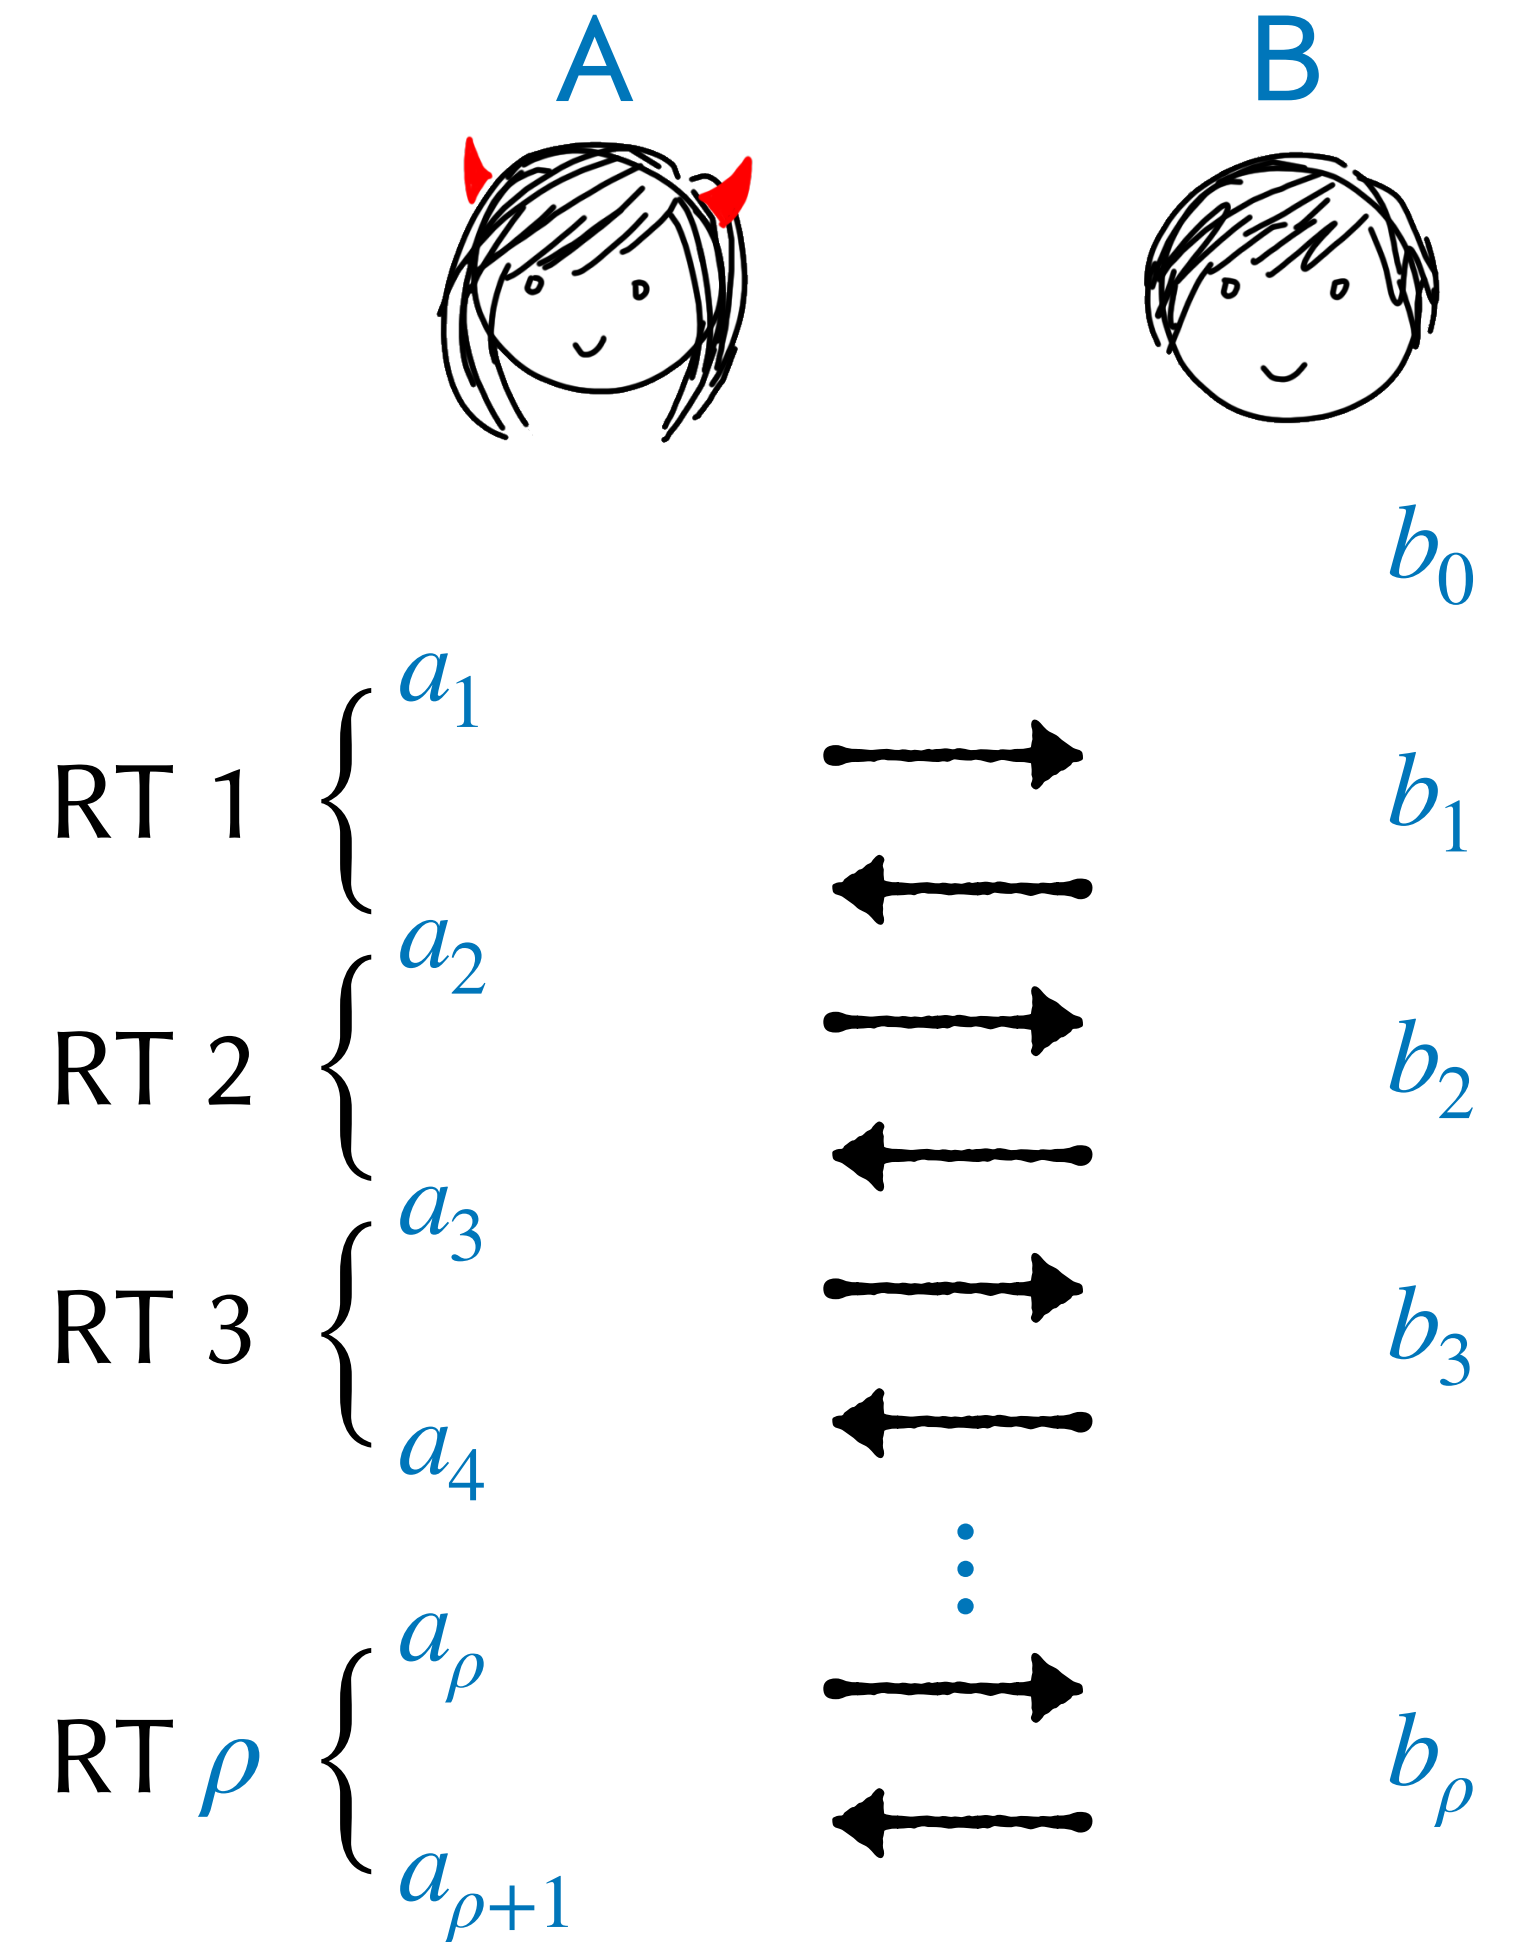 A B
b₀
a₁
RT 1 b₁
a₂
RT 2 b₂
a₃
RT 3 b₃
a₄
⋮
aᵨ
RT ρ bᵨ
aᵨ₊₁